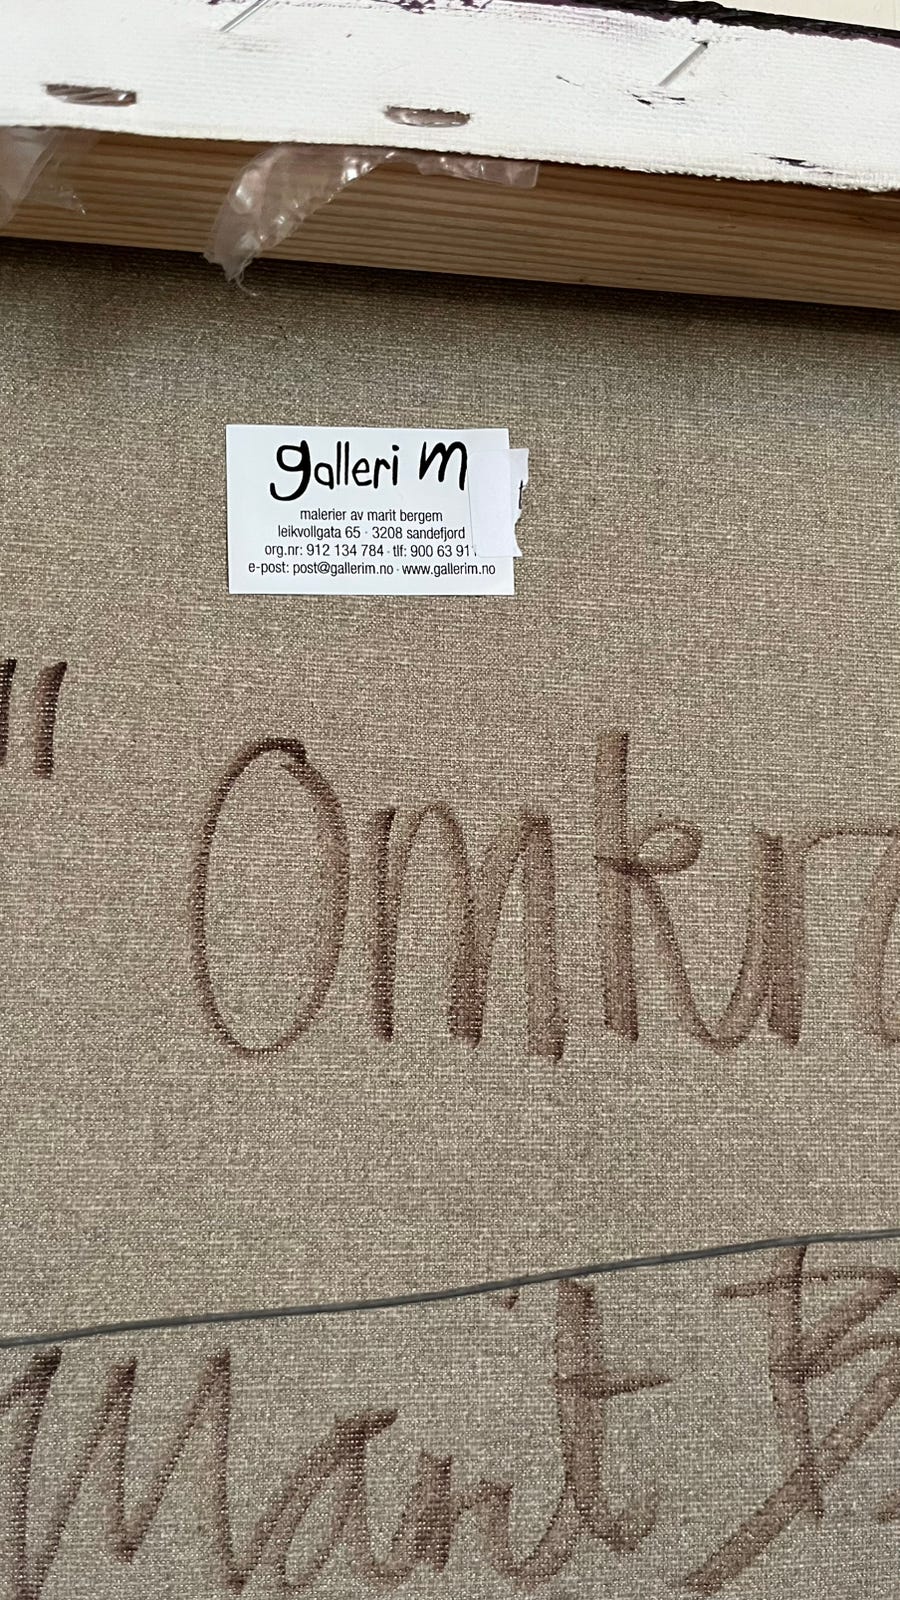 galleri m
malerier av marit bergem
leikvollgata 65 · 3208 sandefjord
org.nr: 912 134 784 · tlf: 900 63 91
e-post: post@gallerim.no · www.gallerim.no
" Omkr
Marit B